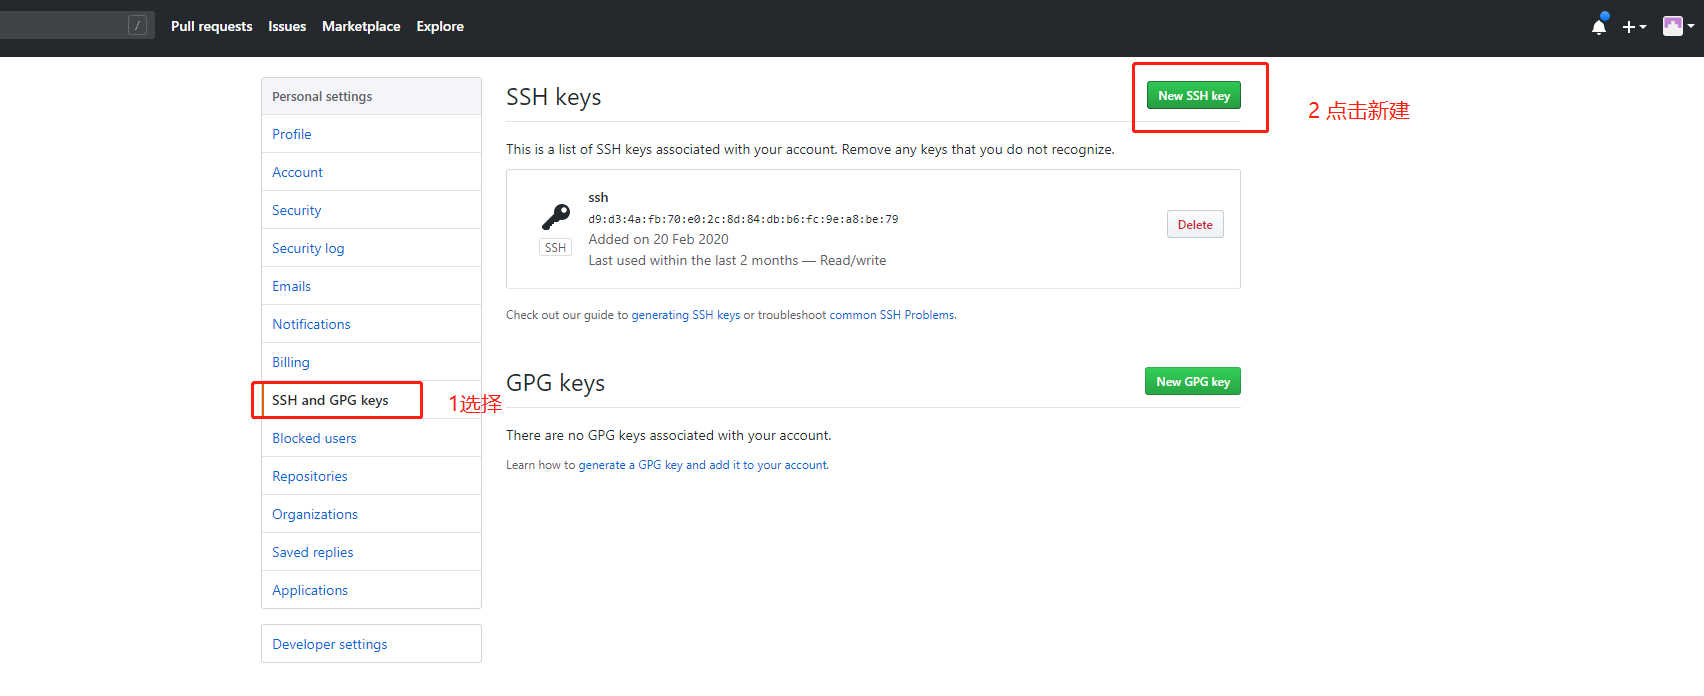 / Pull requests Issues Marketplace Explore
Personal settings
Profile
Account
Security
Security log
Emails
Notifications
Billing
SSH and GPG keys
1选择
Blocked users
Repositories
Organizations
Saved replies
Applications
Developer settings
SSH keys
New SSH key
2 点击新建
This is a list of SSH keys associated with your account. Remove any keys that you do not recognize.
ssh
d9:d3:4a:fb:70:e0:2c:8d:84:db:b6:fc:9e:a8:be:79
Added on 20 Feb 2020
Last used within the last 2 months — Read/write
SSH
Delete
Check out our guide to generating SSH keys or troubleshoot common SSH Problems.
GPG keys
New GPG key
There are no GPG keys associated with your account.
Learn how to generate a GPG key and add it to your account.